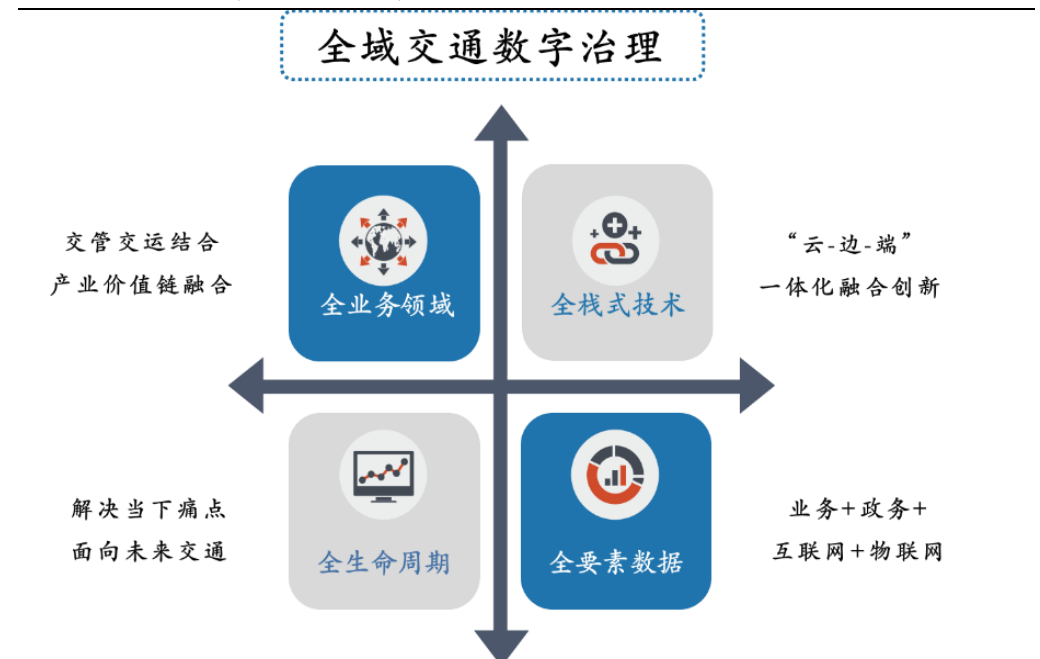 全域交通数字治理
交管交运结合
产业价值链融合
全业务领域
全栈式技术
“云-边-端”
一体化融合创新
解决当下痛点
面向未来交通
全生命周期
全要素数据
业务+政务+
互联网+物联网